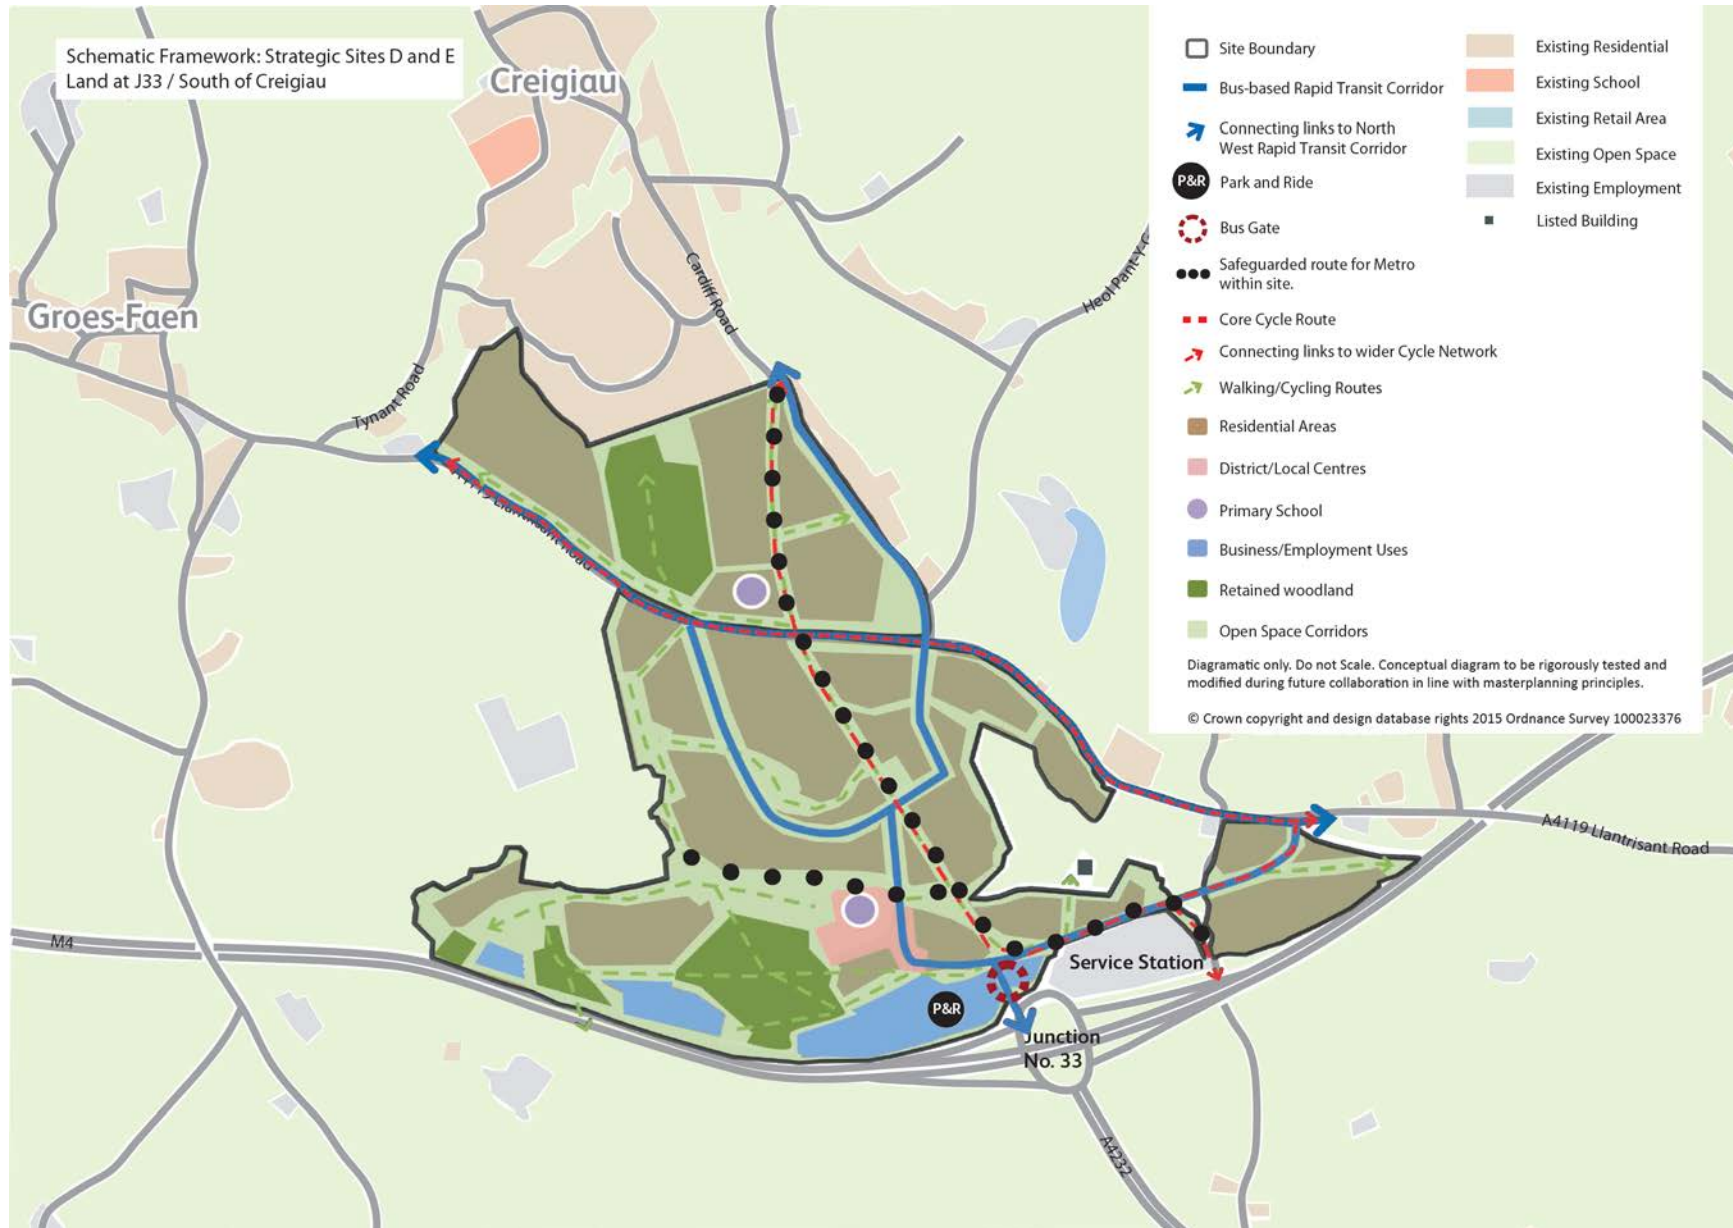 Schematic Framework: Strategic Sites D and E
Land at J33 / South of Creigiau
Creigiau
Groes-Faen
Cardiff Road
Tynant Road
Heol Pant-Y-G
Llantrisant Road
A4119 Llantrisant Road
M4
Service Station
P&R
Junction
No. 33
A4232
Site Boundary
Bus-based Rapid Transit Corridor
Connecting links to North
West Rapid Transit Corridor
P&R
Park and Ride
Bus Gate
Safeguarded route for Metro
within site.
Core Cycle Route
Connecting links to wider Cycle Network
Walking/Cycling Routes
Residential Areas
District/Local Centres
Primary School
Business/Employment Uses
Retained woodland
Open Space Corridors
Existing Residential
Existing School
Existing Retail Area
Existing Open Space
Existing Employment
Listed Building
Diagramatic only. Do not Scale. Conceptual diagram to be rigorously tested and
modified during future collaboration in line with masterplanning principles.
© Crown copyright and design database rights 2015 Ordnance Survey 100023376